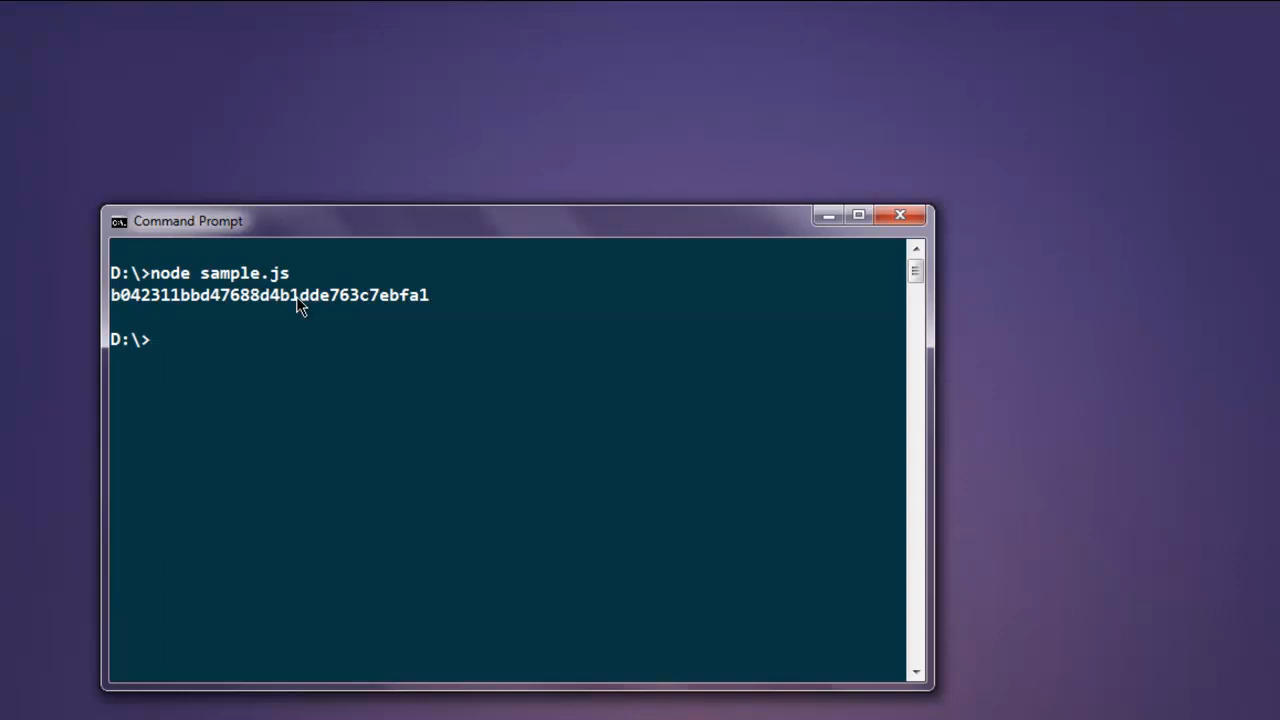 Command Prompt
D:\>node sample.js
b042311bbd47688d4b1dde763c7ebfa1
D:\>